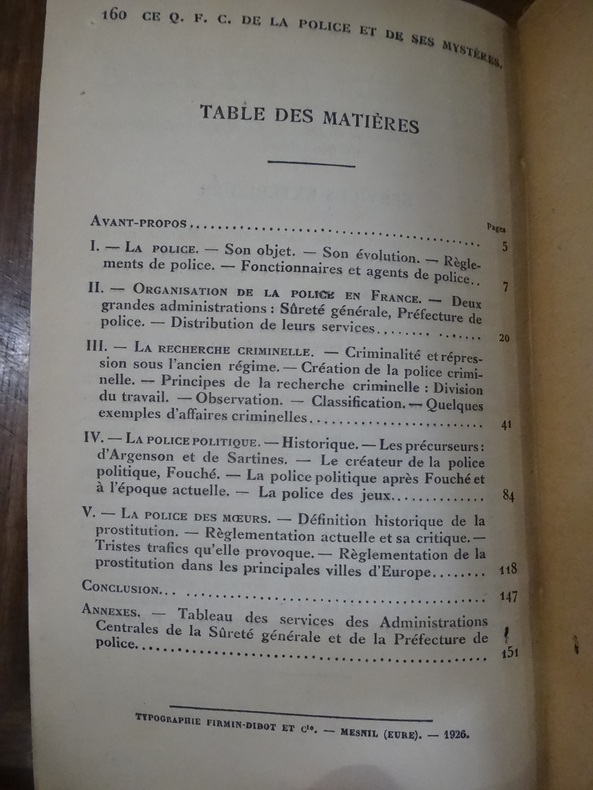 160 CE Q. F. C. DE LA POLICE ET DE SES MYSTÈRES.
TABLE DES MATIÈRES
Pages
AVANT-PROPOS........................................ 5
I. — LA POLICE. — Son objet. — Son évolution. — Règle-
ments de police. — Fonctionnaires et agents de police.. 7
II. — ORGANISATION DE LA POLICE EN FRANCE. — Deux
grandes administrations : Sûreté générale, Préfecture de
police. — Distribution de leurs services........ ...... 20
III. — LA RECHERCHE CRIMINELLE. — Criminalité et répres-
sion sous l'ancien régime. — Création de la police crimi-
nelle. — Principes de la recherche criminelle : Division
du travail. — Observation. — Classification. — Quelques
exemples d'affaires criminelles........................ 41
IV. — LA POLICE POLITIQUE. — Historique. — Les précurseurs :
d'Argenson et de Sartines. — Le créateur de la police
politique, Fouché. — La police politique après Fouché et
à l'époque actuelle. — La police des jeux............. 84
V. — LA POLICE DES MŒURS. — Définition historique de la
prostitution. — Règlementation actuelle et sa critique. —
Tristes trafics qu'elle provoque. — Règlementation de la
prostitution dans les principales villes d'Europe........ 118
CONCLUSION... ........................................ 147
ANNEXES. — Tableau des services des Administrations
Centrales de la Sûreté générale et de la Préfecture de
police................................................ 151
TYPOGRAPHIE FIRMIN-DIDOT ET Cie. — MESNIL (EURE). — 1926.